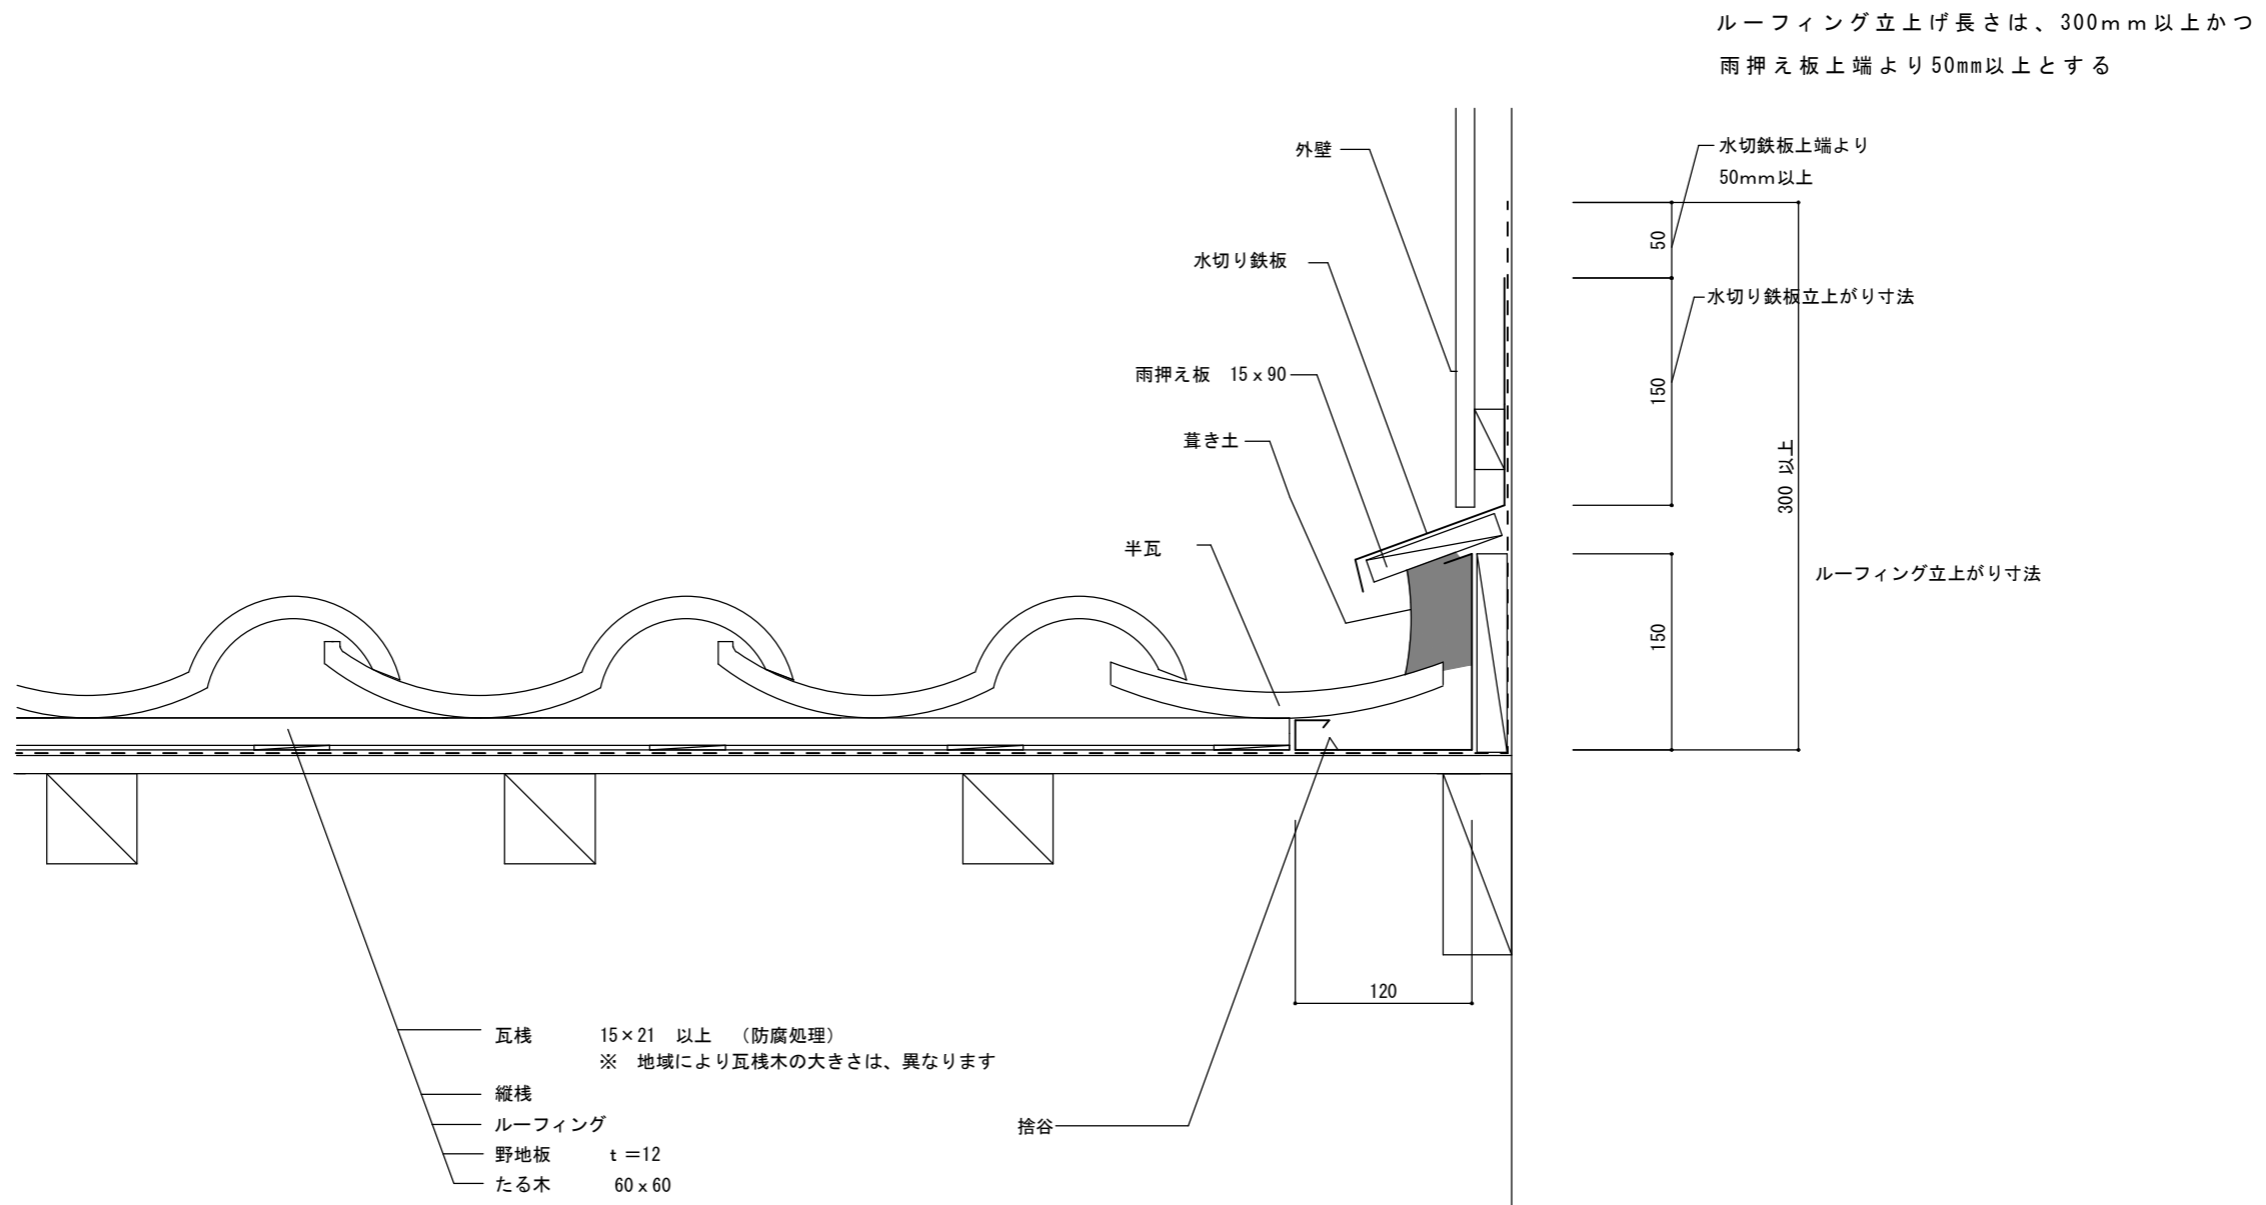 ルーフィング立上げ長さは、300mm以上かつ
雨押え板上端より50mm以上とする
外壁
水切鉄板上端より
50mm以上
50
水切り鉄板
水切り鉄板立上がり寸法
雨押え板 15x90
150
葺き土
300 以上
半瓦
ルーフィング立上がり寸法
150
120
瓦桟 15×21 以上 (防腐処理)
※ 地域により瓦桟木の大きさは、異なります
縦桟
ルーフィング
捨谷
野地板 t=12
たる木 60x60